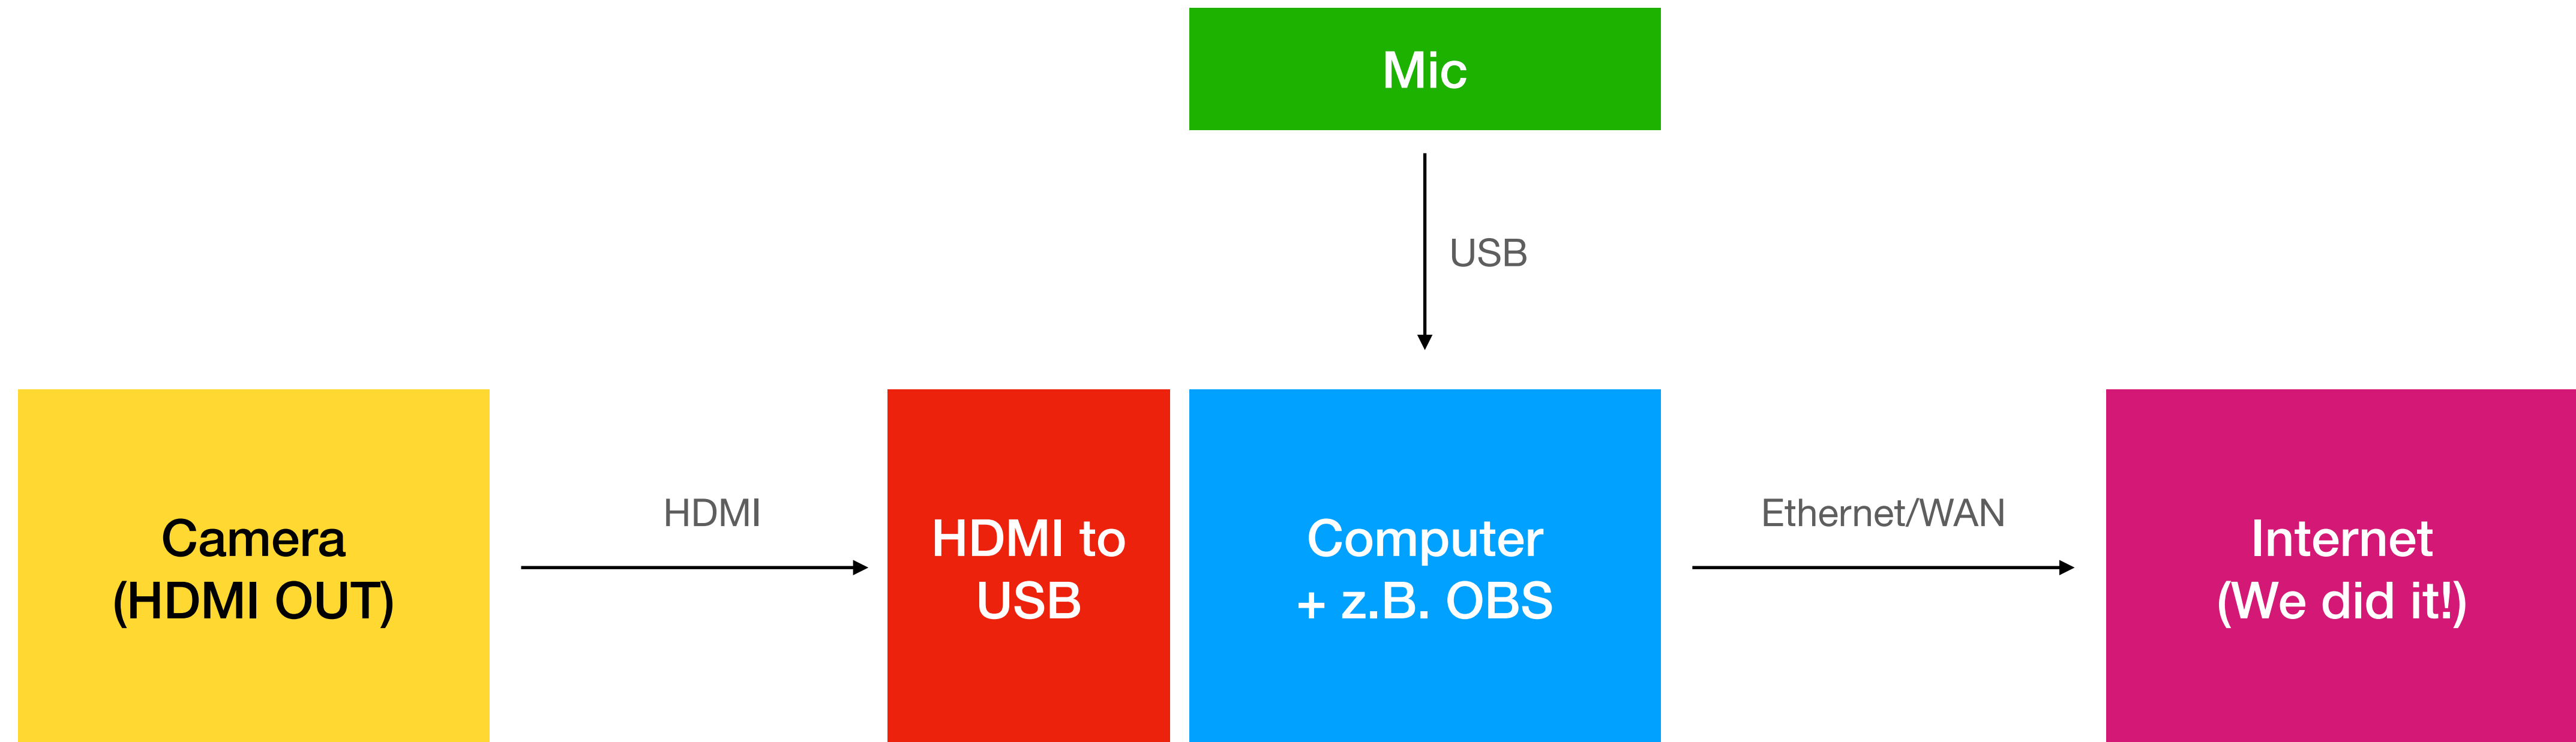 Mic
USB
Camera
(HDMI OUT)
HDMI
HDMI to
USB
Computer
+ z.B. OBS
Ethernet/WAN
Internet
(We did it!)